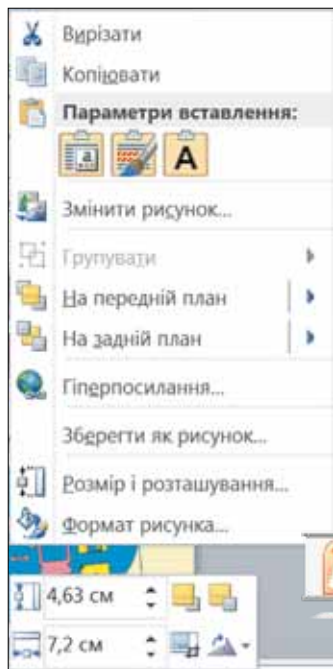 Вирізати
Копіювати
Параметри вставлення:
a A
Змінити рисунок...
Групувати
На передній план
На задній план
Гіперпосилання...
Зберегти як рисунок...
Розмір і розташування...
Формат рисунка...
4,63 см
7,2 см